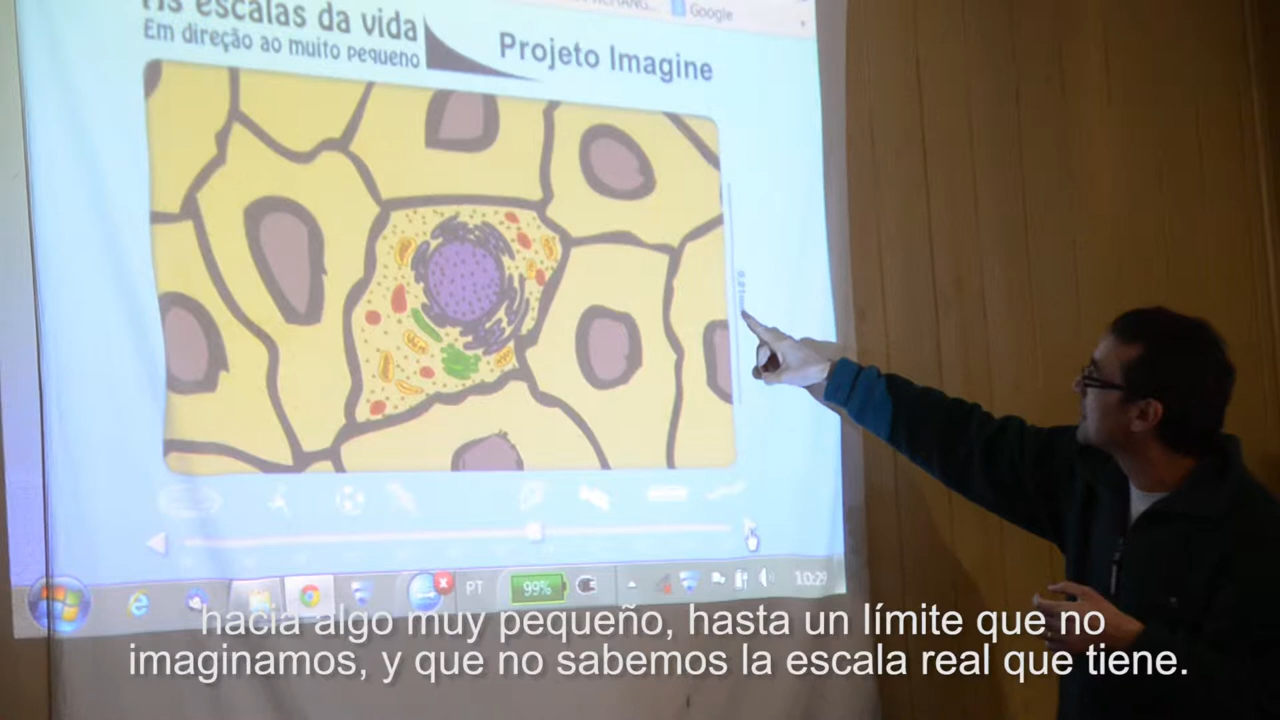 Google
As escalas da vida
Em direção ao muito pequeno
Projeto Imagine
PT
99%
10:29
hacia algo muy pequeño, hasta un límite que no
imaginamos, y que no sabemos la escala real que tiene.